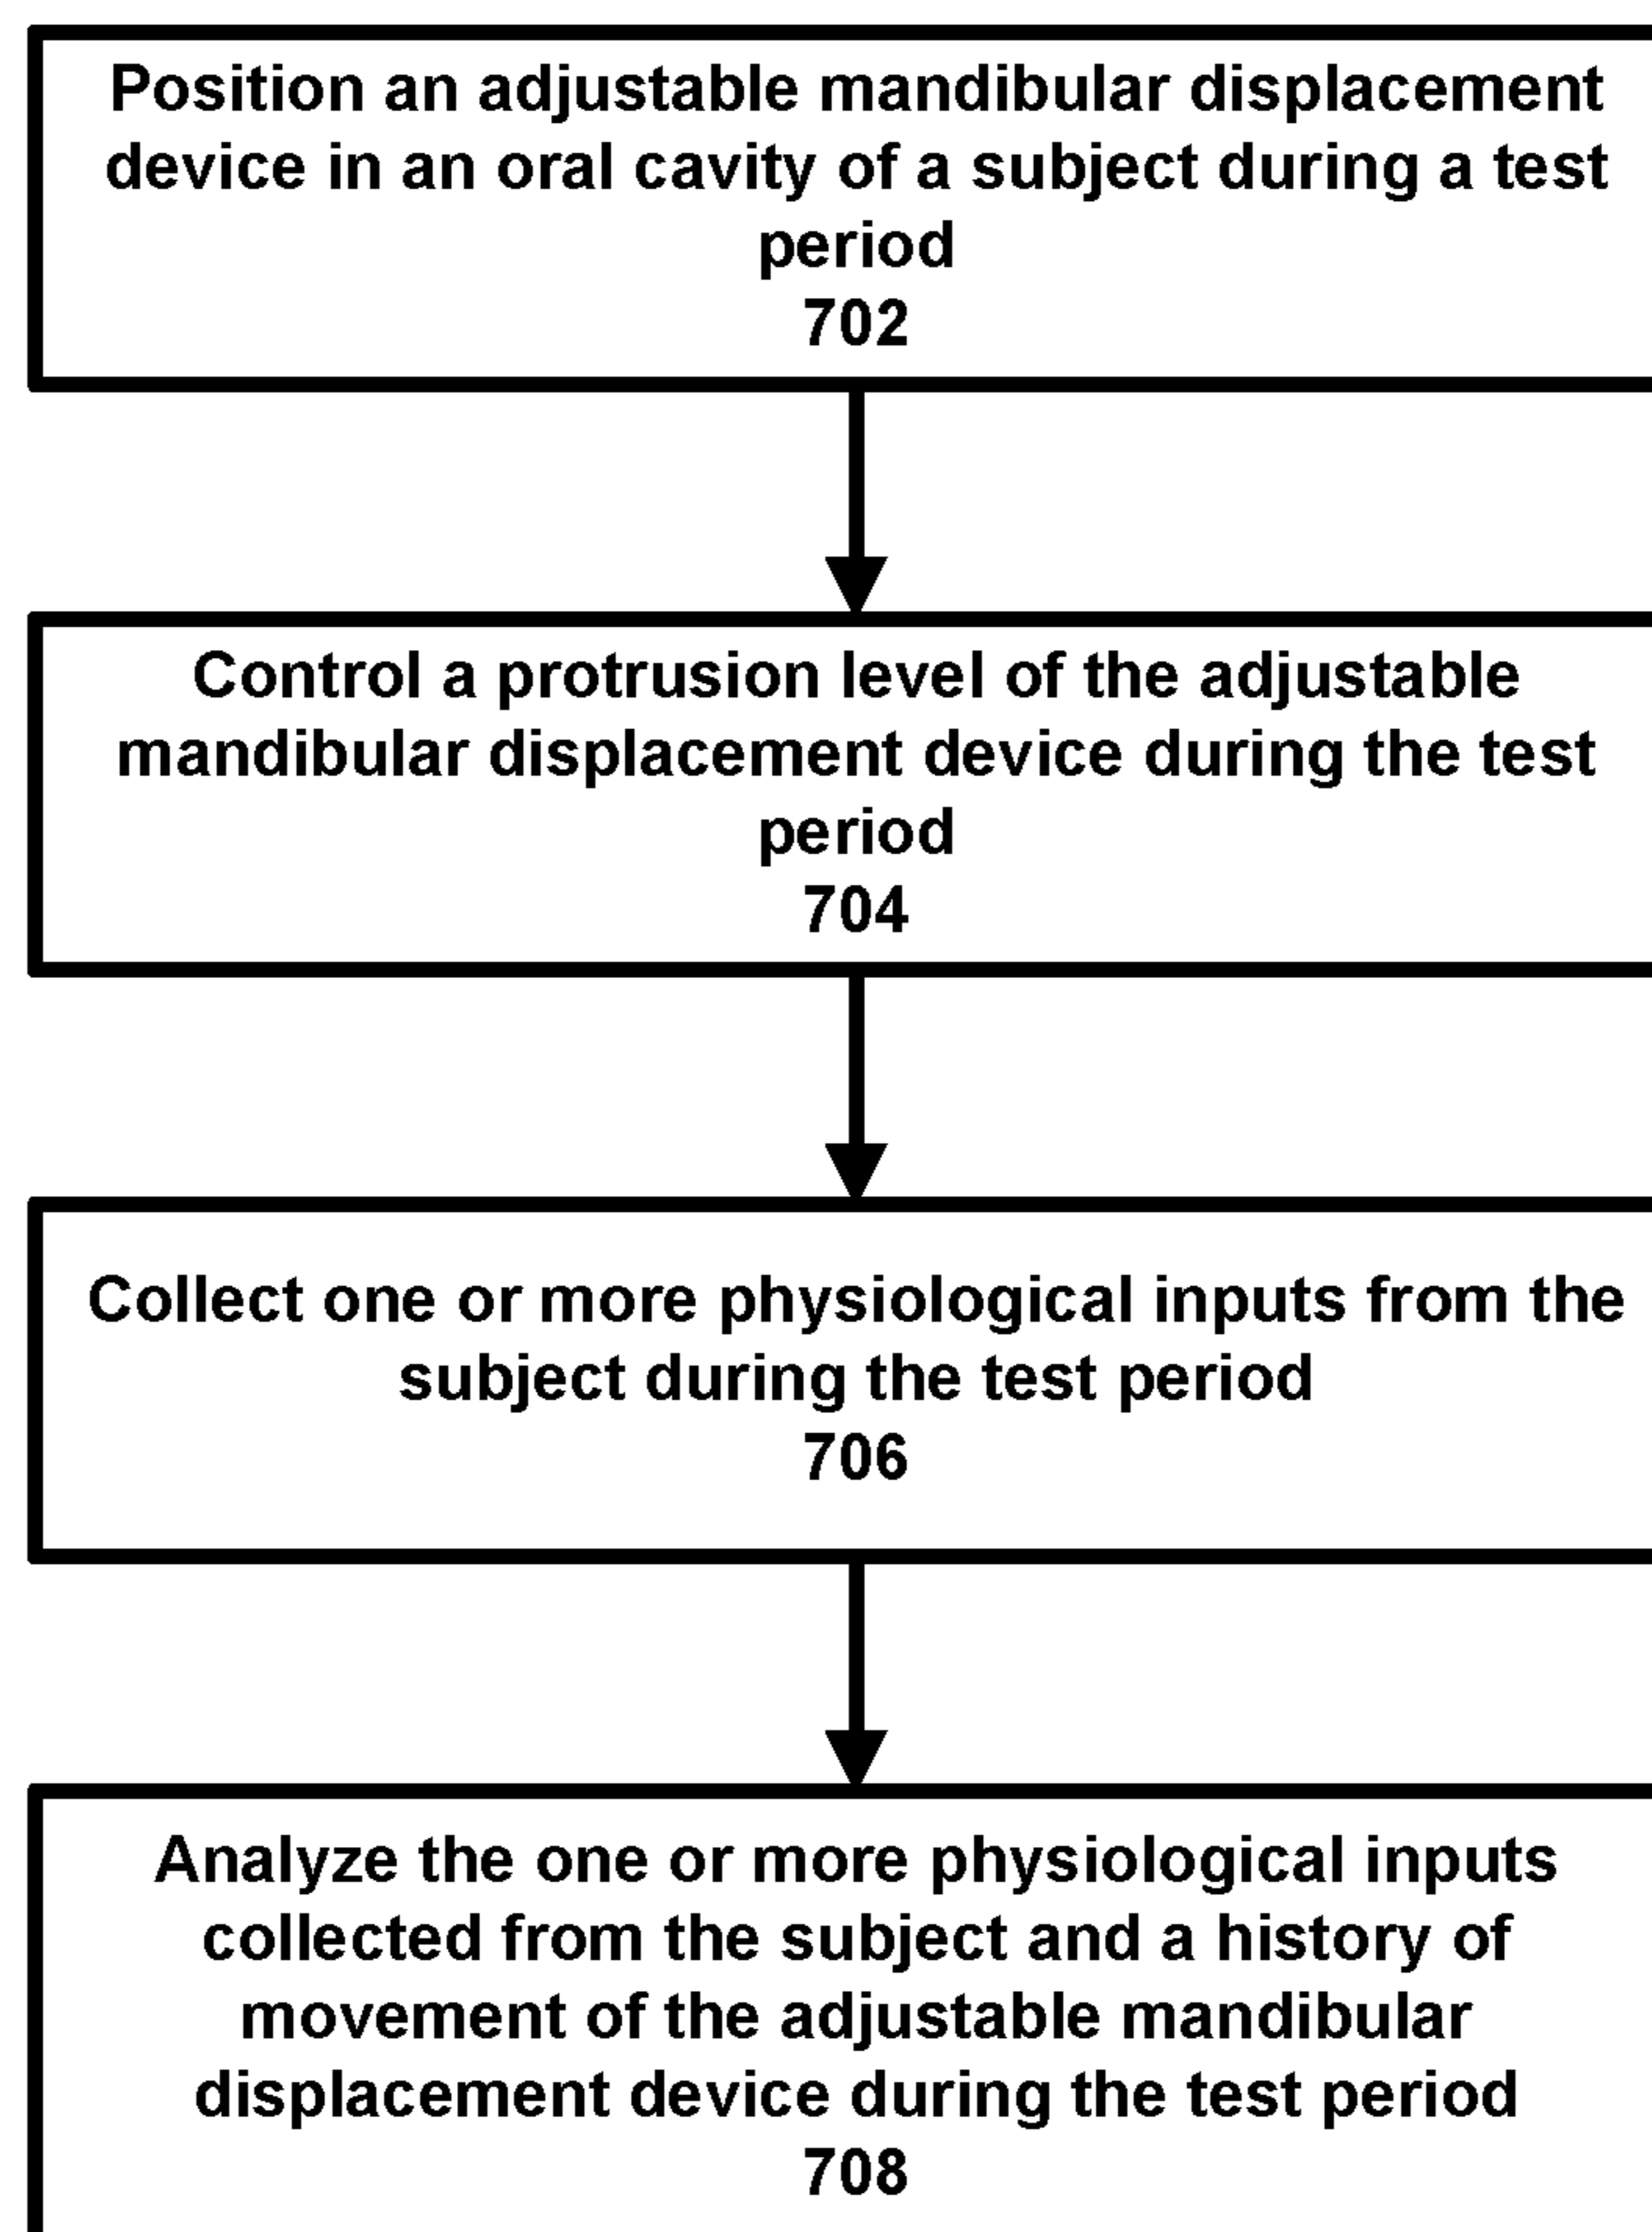 Position an adjustable mandibular displacement
device in an oral cavity of a subject during a test
period
702
Control a protrusion level of the adjustable
mandibular displacement device during the test
period
704
Collect one or more physiological inputs from the
subject during the test period
706
Analyze the one or more physiological inputs
collected from the subject and a history of
movement of the adjustable mandibular
displacement device during the test period
708